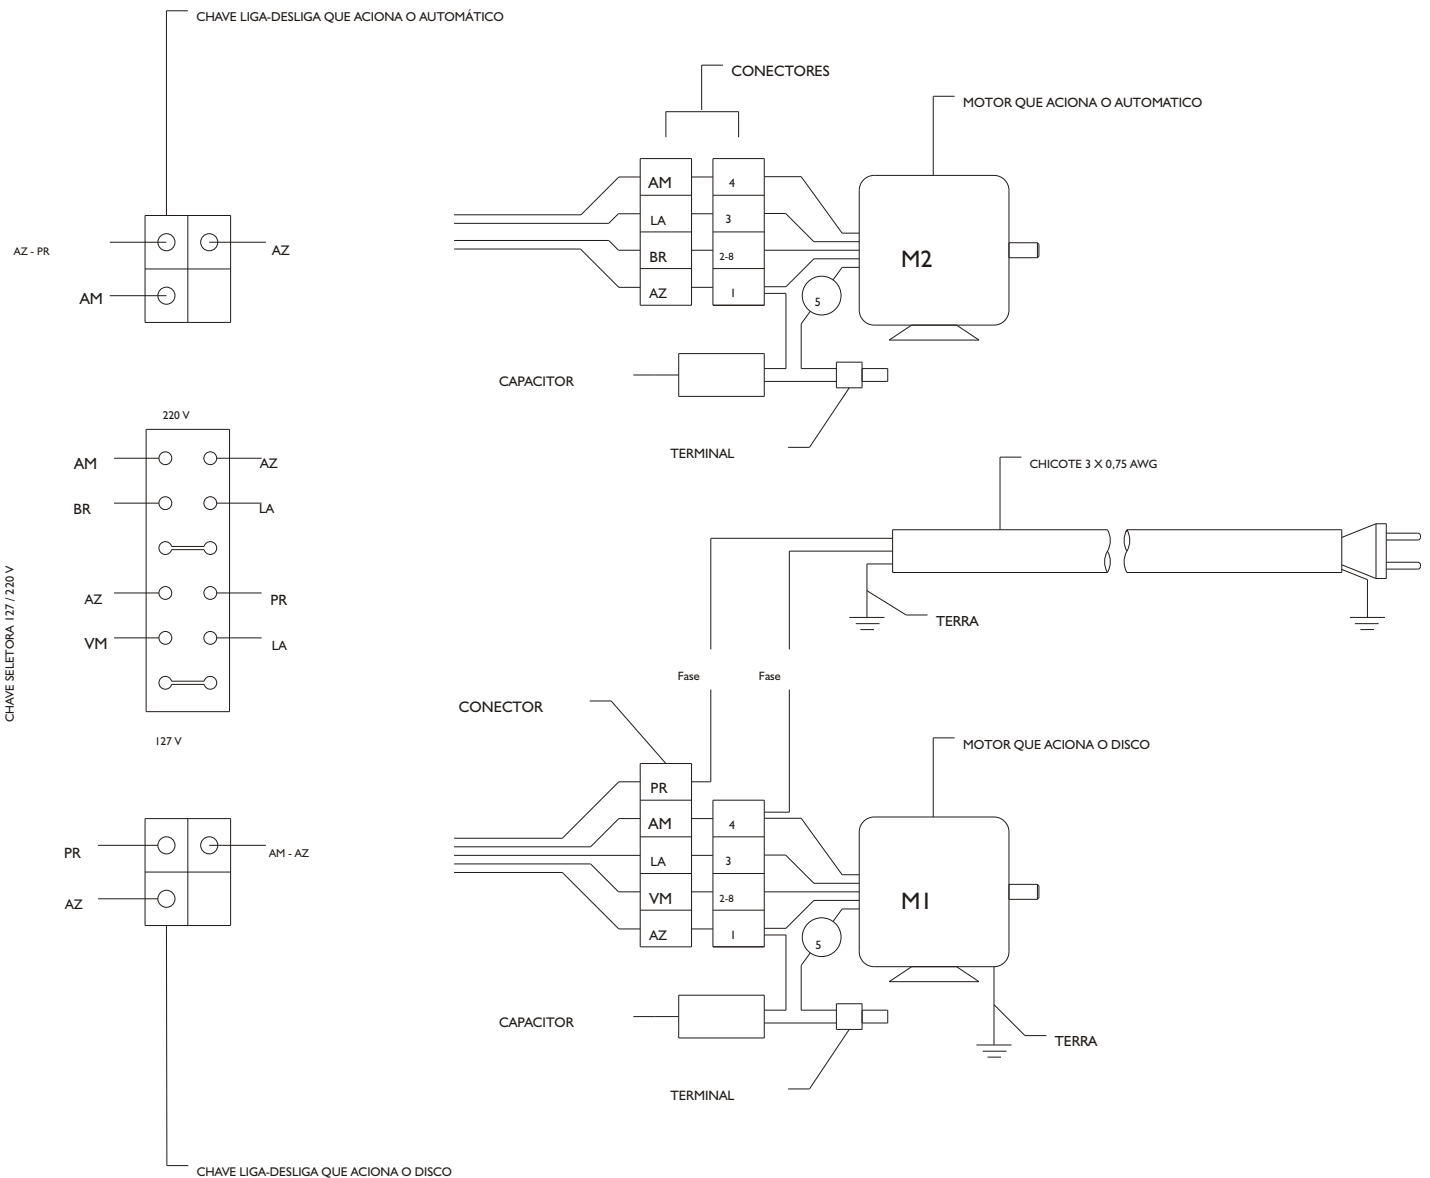 CHAVE LIGA-DESLIGA QUE ACIONA O AUTOMÁTICO
CONECTORES
MOTOR QUE ACIONA O AUTOMATICO
AM
4
LA
3
BR
2-8
AZ
1
M2
5
AZ - PR
AZ
AM
CAPACITOR
TERMINAL
220 V
AM
AZ
BR
LA
AZ
PR
VM
LA
127 V
CHAVE SELETORA 127 / 220 V
CHICOTE 3 X 0,75 AWG
TERRA
Fase
Fase
CONECTOR
MOTOR QUE ACIONA O DISCO
PR
AM
4
LA
3
VM
2-8
AZ
1
M1
5
PR
AM - AZ
AZ
CAPACITOR
TERMINAL
TERRA
CHAVE LIGA-DESLIGA QUE ACIONA O DISCO